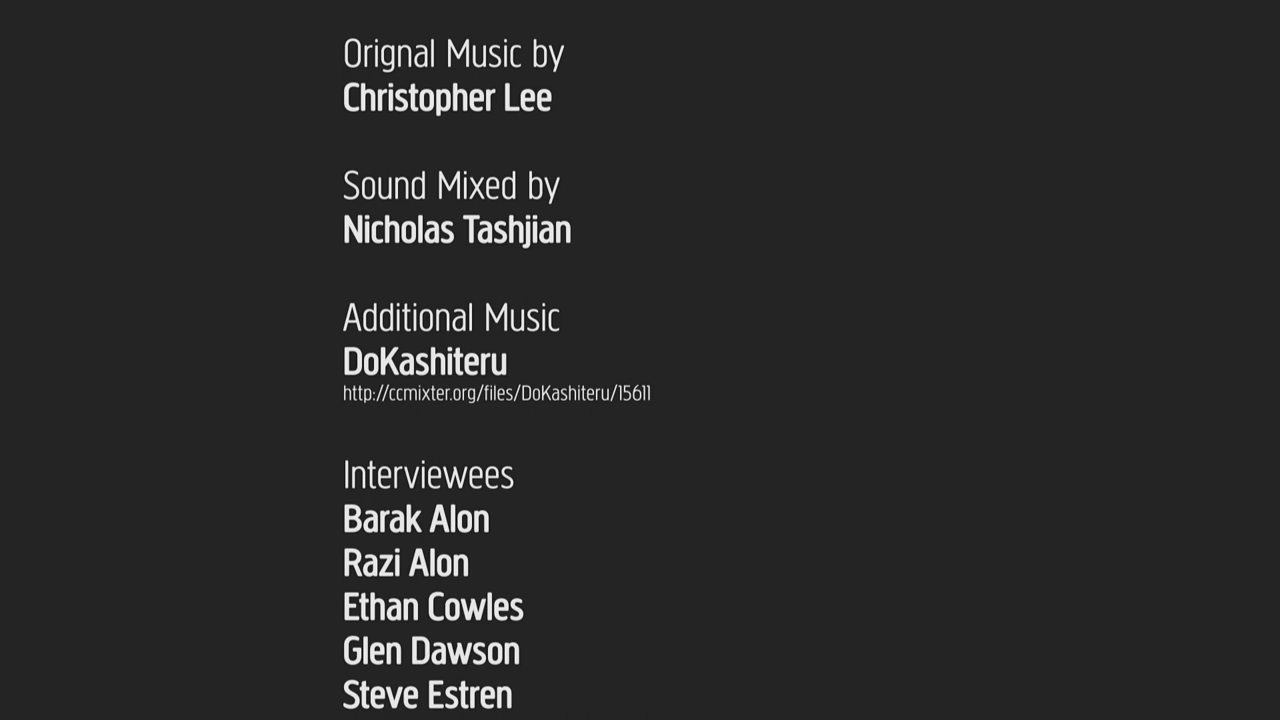 Orignal Music by
Christopher Lee
Sound Mixed by
Nicholas Tashjian
Additional Music
DoKashiteru
http://ccmixter.org/files/DoKashiteru/15611
Interviewees
Barak Alon
Razi Alon
Ethan Cowles
Glen Dawson
Steve Estren